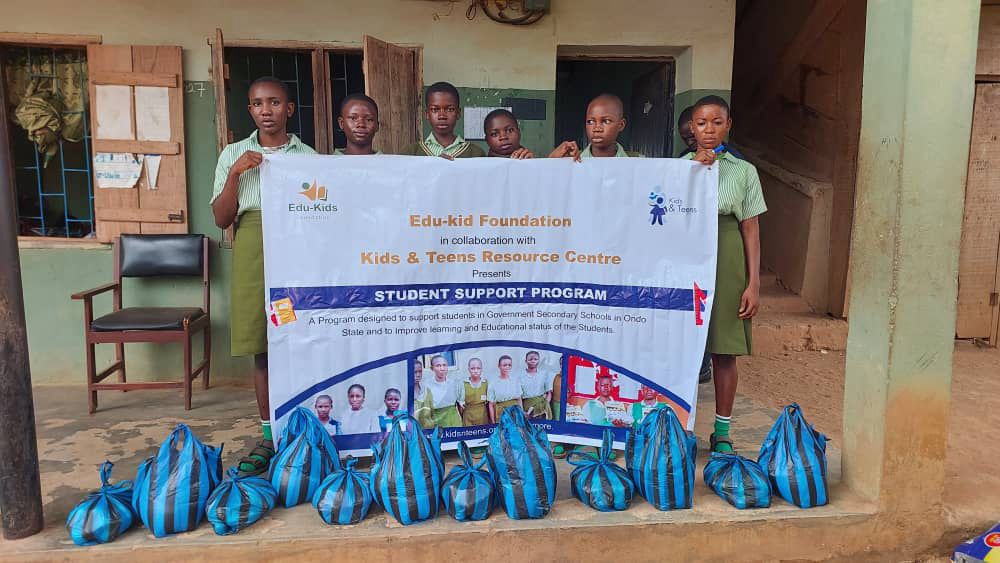 Edu-Kids
Kids
& Teens
Edu-kid Foundation
in collaboration with
Kids & Teens Resource Centre
Presents
STUDENT SUPPORT PROGRAM
A Program designed to support students in Government Secondary Schools in Ondo
State and to Improve learning and Educational status of the Students.